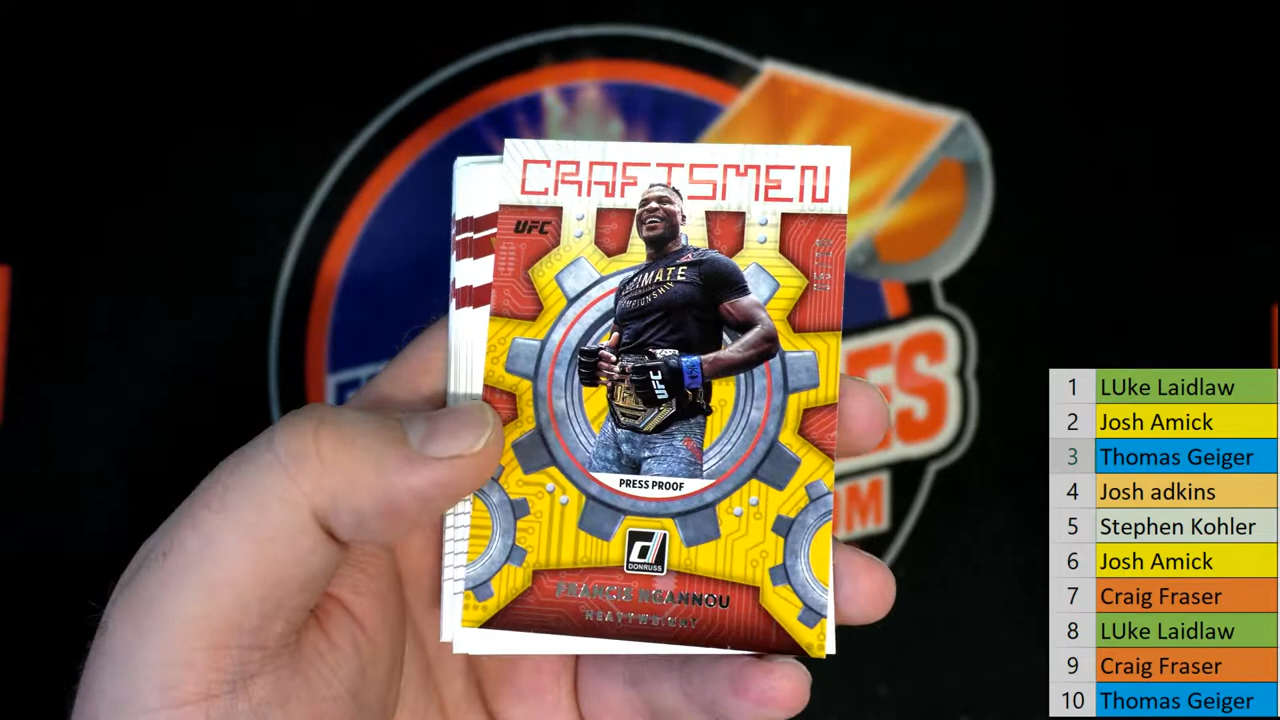 CRAFTSMEN
UFC
ULTIMATE
CHAMPIONSHIP
UFC
PRESS PROOF
DONRUSS
FRANCIS NGANNOU
HEAVYWEIGHT
1 LUke Laidlaw
2 Josh Amick
3 Thomas Geiger
4 Josh adkins
5 Stephen Kohler
6 Josh Amick
7 Craig Fraser
8 LUke Laidlaw
9 Craig Fraser
10 Thomas Geiger